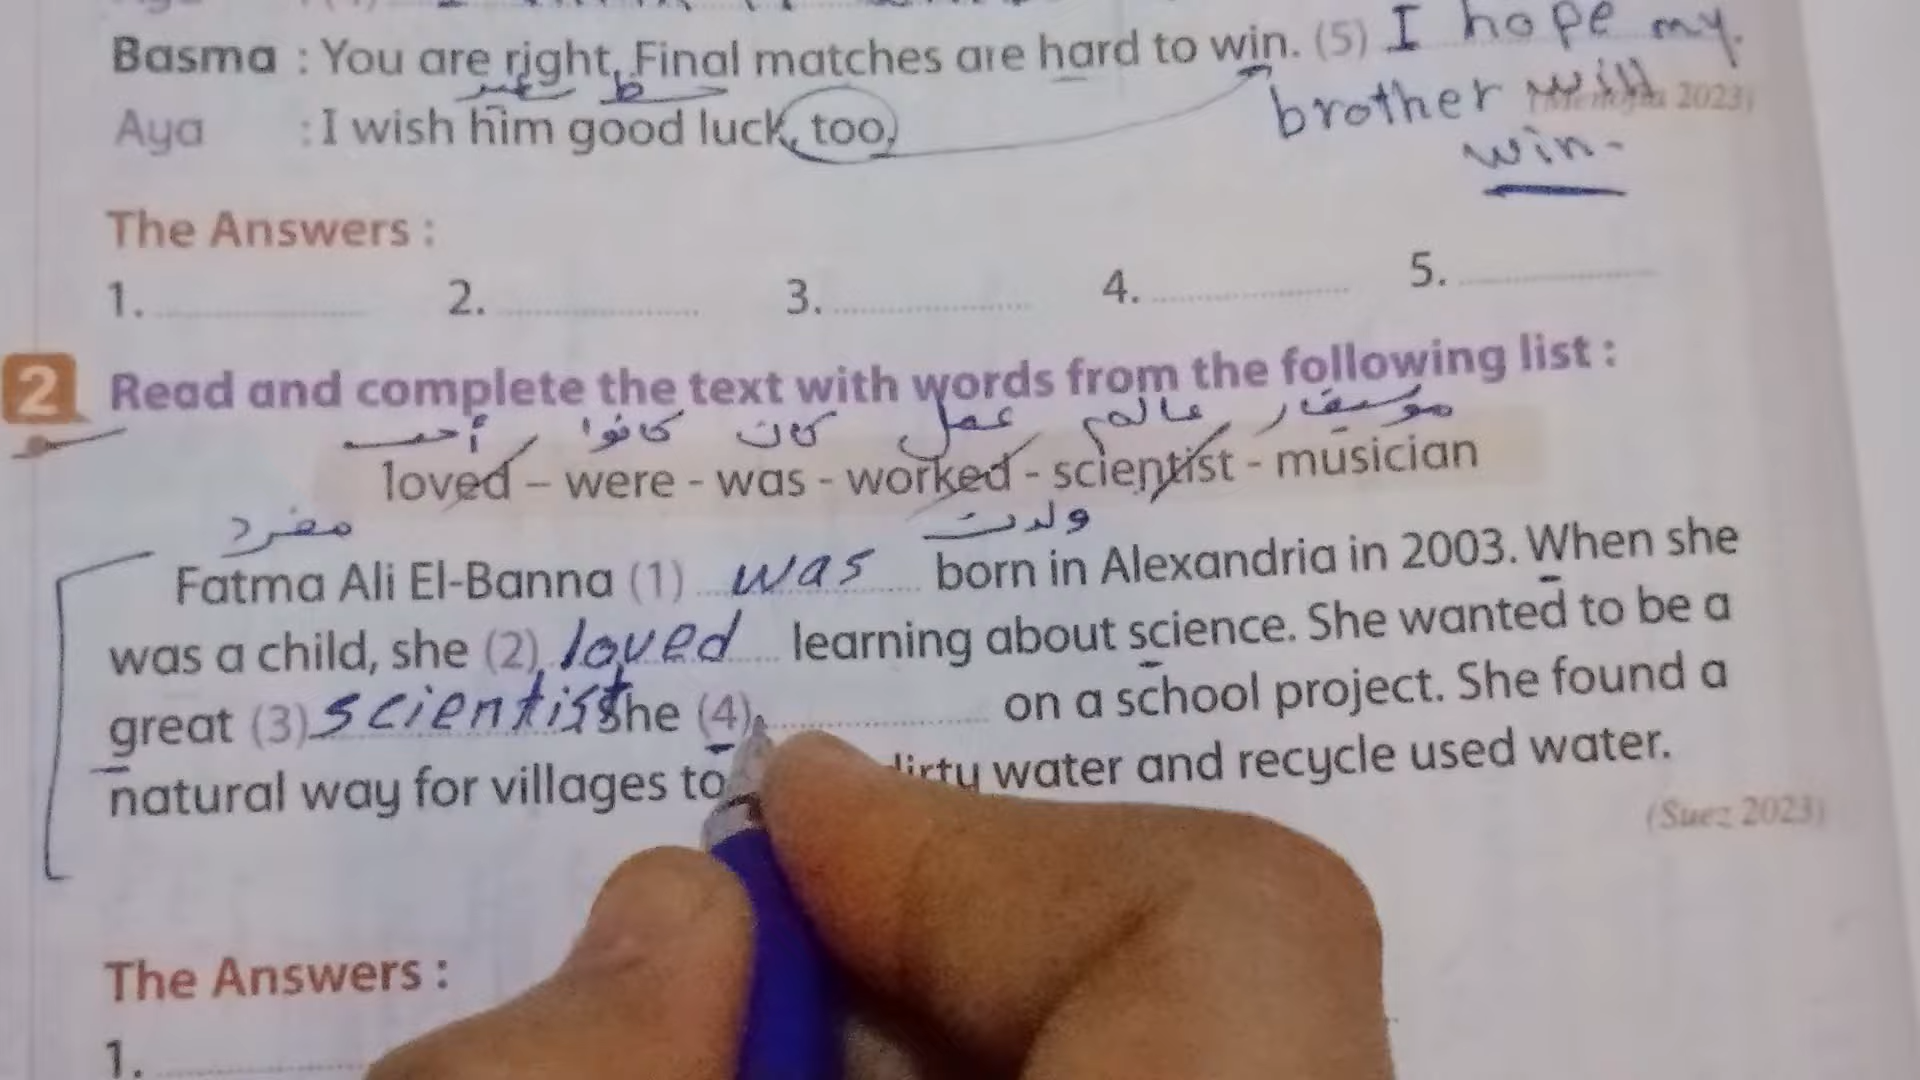 Basma : You are right, Final matches are hard to win. (5) I hope my
brother will 2023)
Aya : I wish him good luck, too,
win-
The Answers :
1. 2. 3. 4. 5.
2 Read and complete the text with words from the following list :
أحب كانوا كان عمل عالم موسيقار
loved – were - was - worked - scientist - musician
مفرد ولدت
Fatma Ali El-Banna (1) was born in Alexandria in 2003. When she
was a child, she (2) loved learning about science. She wanted to be a
great (3) scientist She (4) on a school project. She found a
natural way for villages to dirty water and recycle used water.
(Suez 2023)
The Answers :
1.